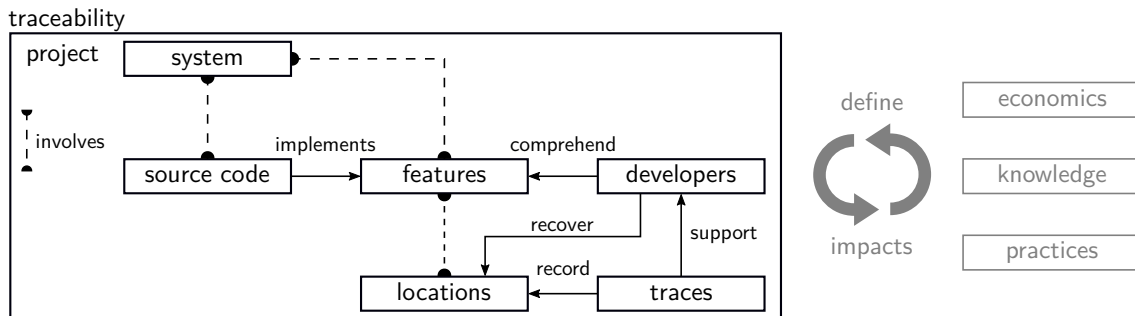 traceability
project
system
involves
implements
comprehend
source code
features
developers
recover
support
record
locations
traces
define
impacts
economics
knowledge
practices